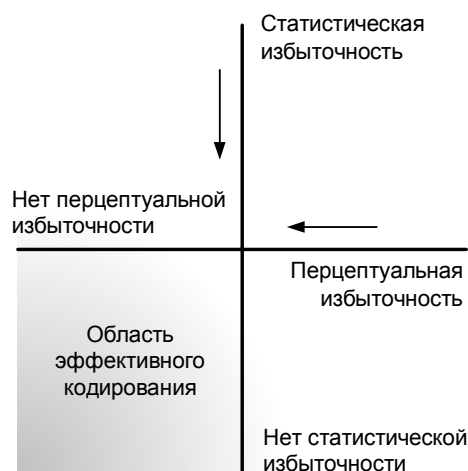 Статистическая
избыточность
Нет перцептуальной
избыточности
Перцептуальная
избыточность
Область
эффективного
кодирования
Нет статистической
избыточности